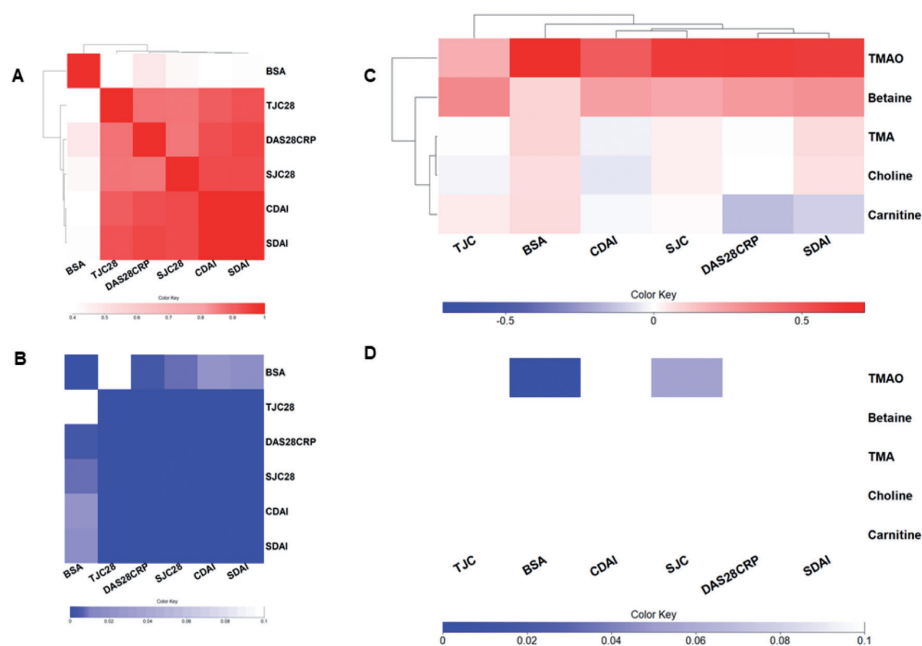 A
BSA
TJC28
DAS28CRP
SJC28
CDAI
SDAI
BSA TJC28 DAS28CRP SJC28 CDAI SDAI
Color Key
0.4 0.5 0.6 0.7 0.8 0.9 1
B
BSA
TJC28
DAS28CRP
SJC28
CDAI
SDAI
BSA TJC28 DAS28CRP SJC28 CDAI SDAI
Color Key
0 0.02 0.04 0.06 0.08 0.1
C
TMAO
Betaine
TMA
Choline
Carnitine
TJC BSA CDAI SJC DAS28CRP SDAI
Color Key
-0.5 0 0.5
D
TMAO
Betaine
TMA
Choline
Carnitine
TJC BSA CDAI SJC DAS28CRP SDAI
Color Key
0 0.02 0.04 0.06 0.08 0.1